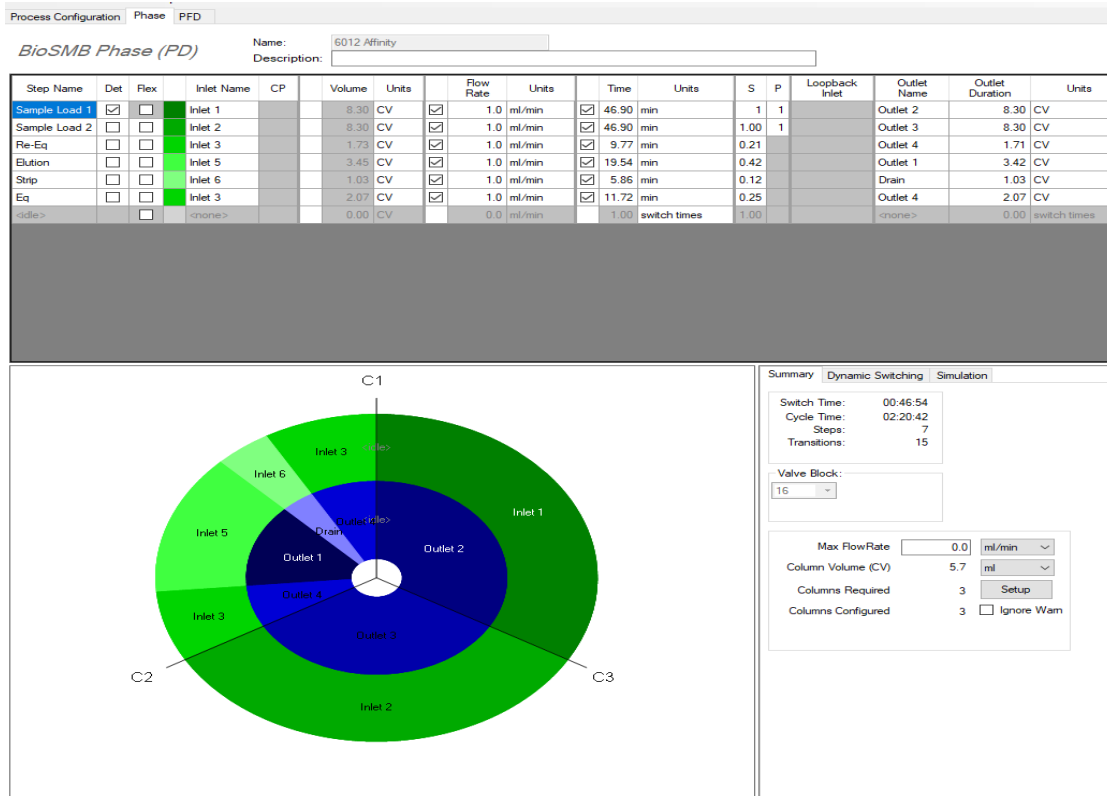 Process Configuration Phase PFD
BioSMB Phase (PD)
Name: 6012 Affinity
Description:
Step Name Det Flex Inlet Name CP Volume Units Flow Rate Units Time Units S P Loopback Inlet Outlet Name Outlet Duration Units
Sample Load 1 Inlet 1 8.30 CV 1.0 ml/min 46.90 min 1 1 Outlet 2 8.30 CV
Sample Load 2 Inlet 2 8.30 CV 1.0 ml/min 46.90 min 1.00 1 Outlet 3 8.30 CV
Re-Eq Inlet 3 1.73 CV 1.0 ml/min 9.77 min 0.21 Outlet 4 1.71 CV
Elution Inlet 5 3.45 CV 1.0 ml/min 19.54 min 0.42 Outlet 1 3.42 CV
Strip Inlet 6 1.03 CV 1.0 ml/min 5.86 min 0.12 Drain 1.03 CV
Eq Inlet 3 2.07 CV 1.0 ml/min 11.72 min 0.25 Outlet 4 2.07 CV
<idle> <none> 0.00 CV 0.0 ml/min 1.00 switch times 1.00 <none> 0.00 switch times
C1
Inlet 3
Inlet 6
Inlet 1
Inlet 5
Drain
<idle>
Outlet 1
Outlet 2
Outlet 4
Inlet 3
Outlet 3
C2
C3
Inlet 2
Summary Dynamic Switching Simulation
Switch Time: 00:46:54
Cycle Time: 02:20:42
Steps: 7
Transitions: 15
Valve Block:
16
Max FlowRate 0.0 ml/min
Column Volume (CV) 5.7 ml
Columns Required 3 Setup
Columns Configured 3 Ignore Warn